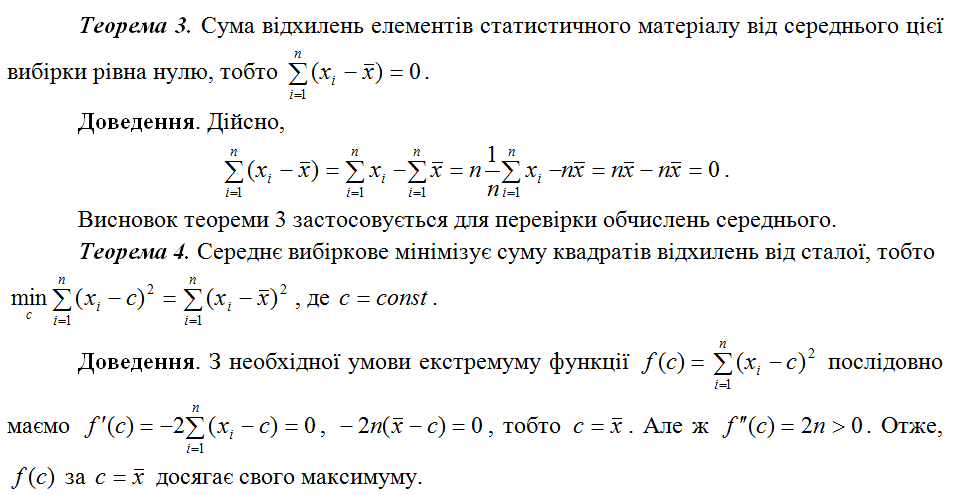 Теорема 3. Сума відхилень елементів статистичного матеріалу від середнього цієї
вибірки рівна нулю, тобто $\sum_{i=1}^{n}(x_i - \bar{x}) = 0$.
Доведення. Дійсно,
$\sum_{i=1}^{n}(x_i - \bar{x}) = \sum_{i=1}^{n} x_i - \sum_{i=1}^{n} \bar{x} = n\frac{1}{n}\sum_{i=1}^{n} x_i - n\bar{x} = n\bar{x} - n\bar{x} = 0$.
Висновок теореми 3 застосовується для перевірки обчислень середнього.
Теорема 4. Середнє вибіркове мінімізує суму квадратів відхилень від сталої, тобто
$\min_{c} \sum_{i=1}^{n}(x_i - c)^2 = \sum_{i=1}^{n}(x_i - \bar{x})^2$, де $c = const$.
Доведення. З необхідної умови екстремуму функції $f(c) = \sum_{i=1}^{n}(x_i - c)^2$ послідовно
маємо $f'(c) = -2\sum_{i=1}^{n}(x_i - c) = 0$, $-2n(\bar{x} - c) = 0$, тобто $c = \bar{x}$. Але ж $f''(c) = 2n > 0$. Отже,
$f(c)$ за $c = \bar{x}$ досягає свого максимуму.